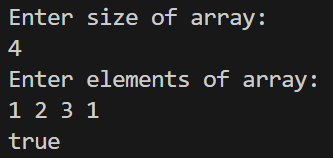 Enter size of array:
4
Enter elements of array:
1 2 3 1
true